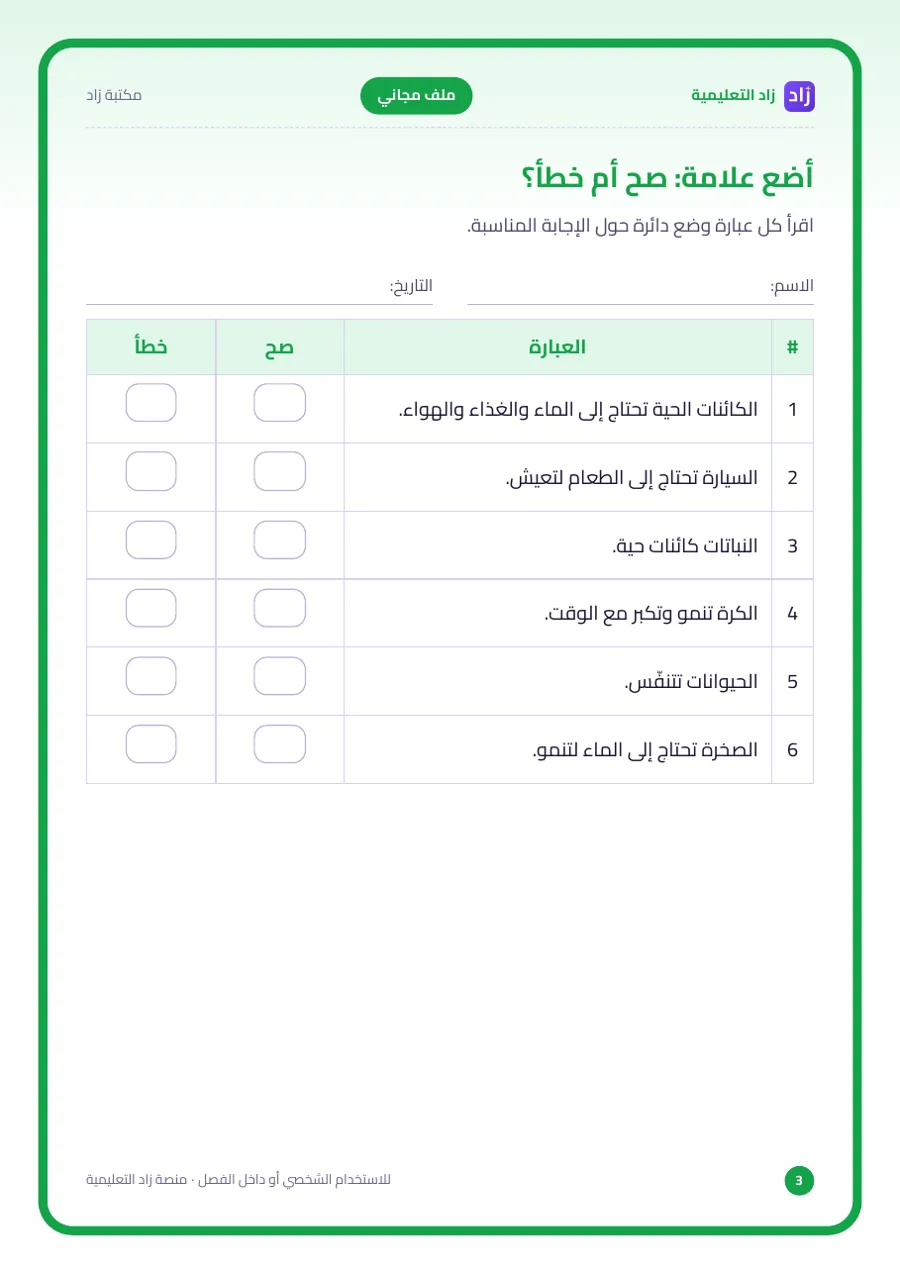 زاد زاد التعليمية
ملف مجاني
مكتبة زاد
أضع علامة: صح أم خطأ؟
اقرأ كل عبارة وضع دائرة حول الإجابة المناسبة.
الاسم: التاريخ:
# العبارة صح خطأ
1 الكائنات الحية تحتاج إلى الماء والغذاء والهواء.
2 السيارة تحتاج إلى الطعام لتعيش.
3 النباتات كائنات حية.
4 الكرة تنمو وتكبر مع الوقت.
5 الحيوانات تتنفّس.
6 الصخرة تحتاج إلى الماء لتنمو.
3 للاستخدام الشخصي أو داخل الفصل · منصة زاد التعليمية